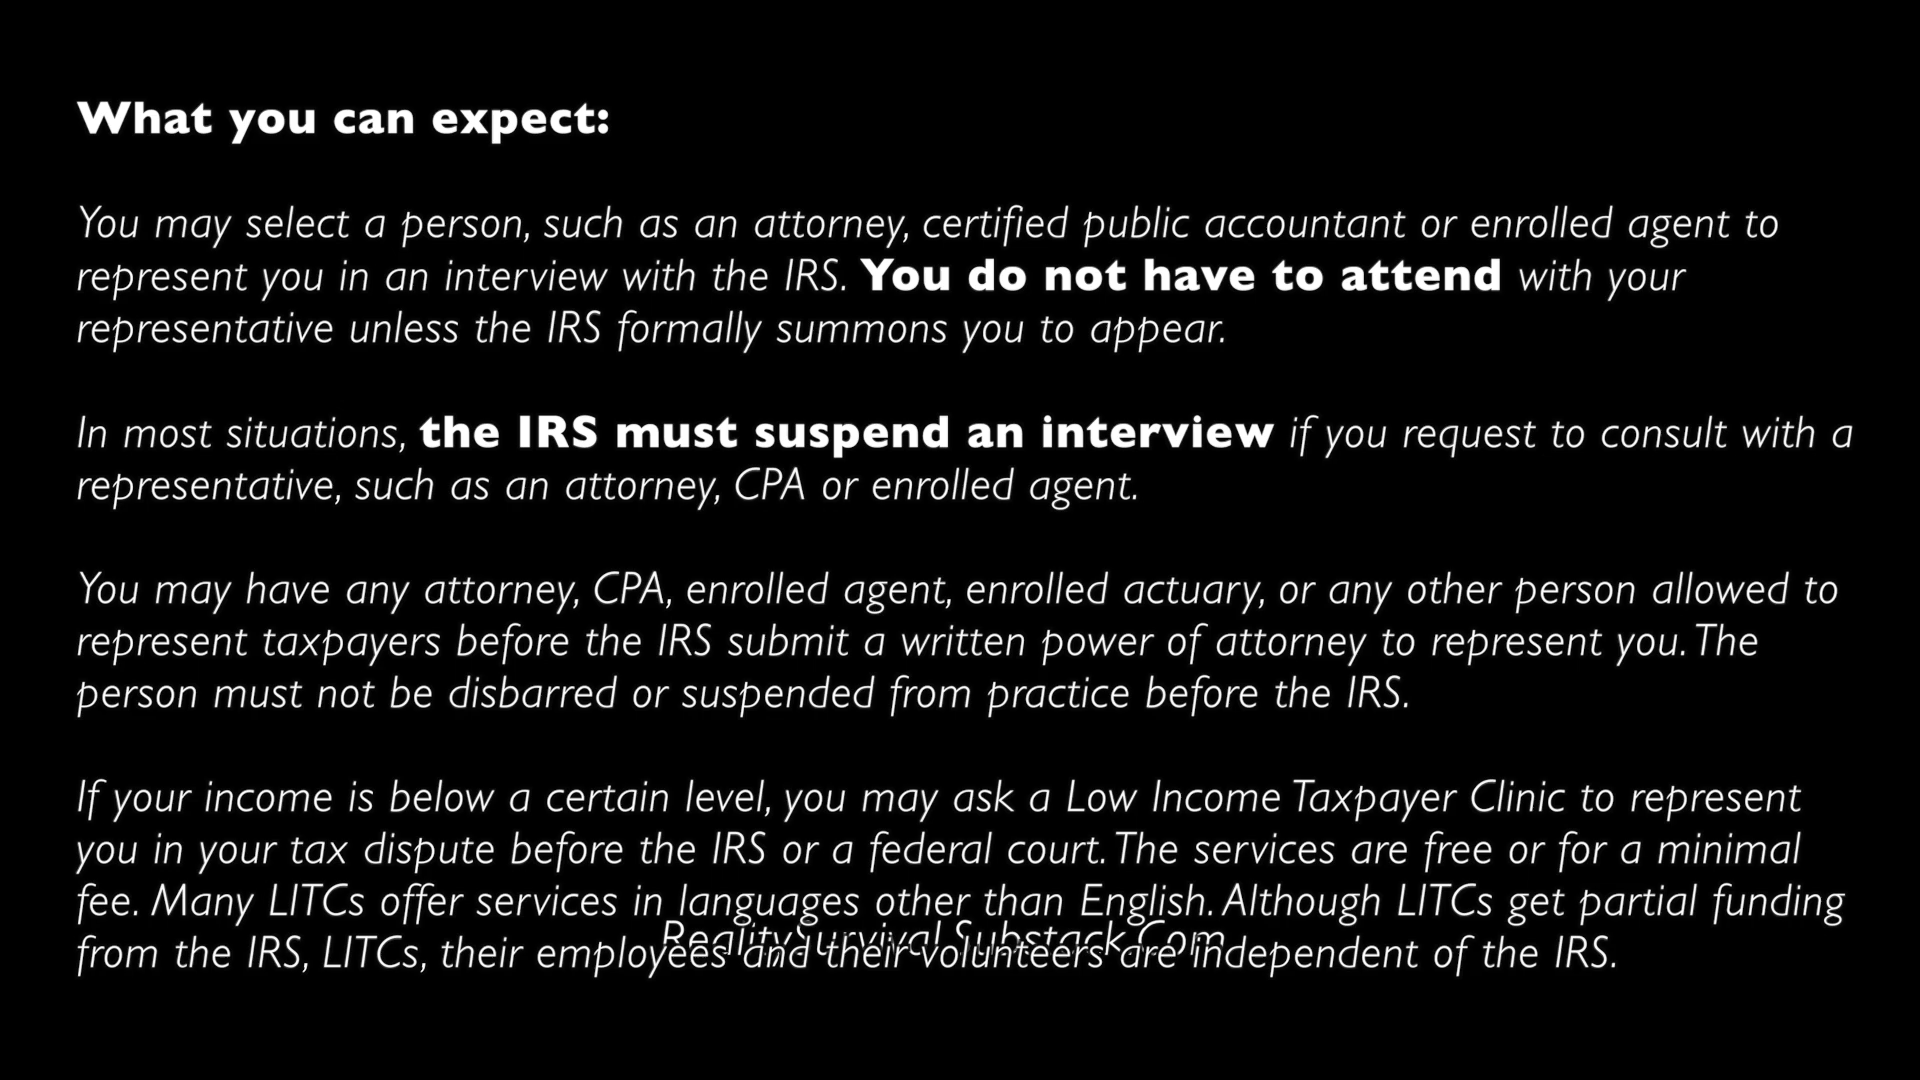 What you can expect:
You may select a person, such as an attorney, certified public accountant or enrolled agent to
represent you in an interview with the IRS. You do not have to attend with your
representative unless the IRS formally summons you to appear.
In most situations, the IRS must suspend an interview if you request to consult with a
representative, such as an attorney, CPA or enrolled agent.
You may have any attorney, CPA, enrolled agent, enrolled actuary, or any other person allowed to
represent taxpayers before the IRS submit a written power of attorney to represent you. The
person must not be disbarred or suspended from practice before the IRS.
If your income is below a certain level, you may ask a Low Income Taxpayer Clinic to represent
you in your tax dispute before the IRS or a federal court. The services are free or for a minimal
fee. Many LITCs offer services in languages other than English. Although LITCs get partial funding
RealitySurvival.Substack.Com
from the IRS, LITCs, their employees and their volunteers are independent of the IRS.